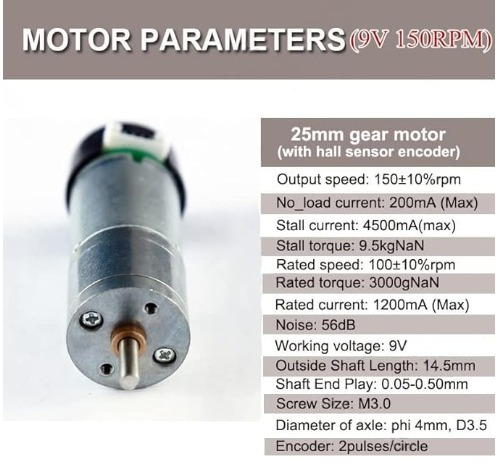 MOTOR PARAMETERS(9V 150RPM)
25mm gear motor
(with hall sensor encoder)
Output speed: 150±10%rpm
No_load current: 200mA (Max)
Stall current: 4500mA(max)
Stall torque: 9.5kgNaN
Rated speed: 100±10%rpm
Rated torque: 3000gNaN
Rated current: 1200mA (Max)
Noise: 56dB
Working voltage: 9V
Outside Shaft Length: 14.5mm
Shaft End Play: 0.05-0.50mm
Screw Size: M3.0
Diameter of axle: phi 4mm, D3.5
Encoder: 2pulses/circle